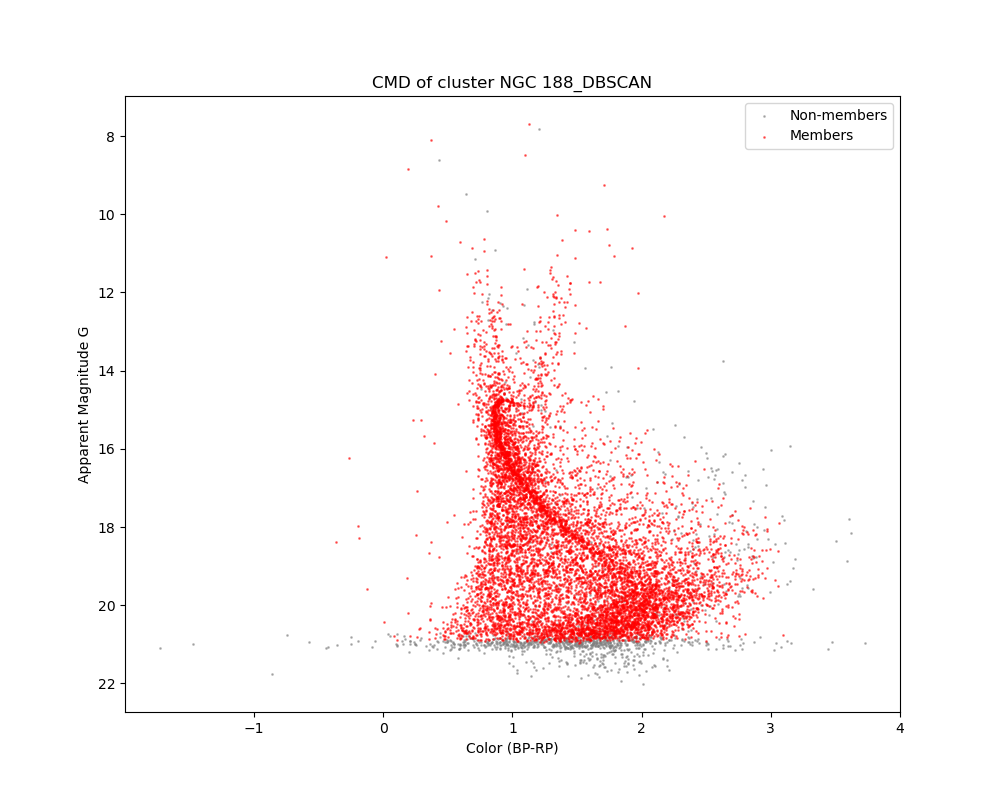 CMD of cluster NGC 188_DBSCAN
Non-members
Members
8
10
12
14
16
18
20
22
Apparent Magnitude G
−1
0
1
2
3
4
Color (BP-RP)